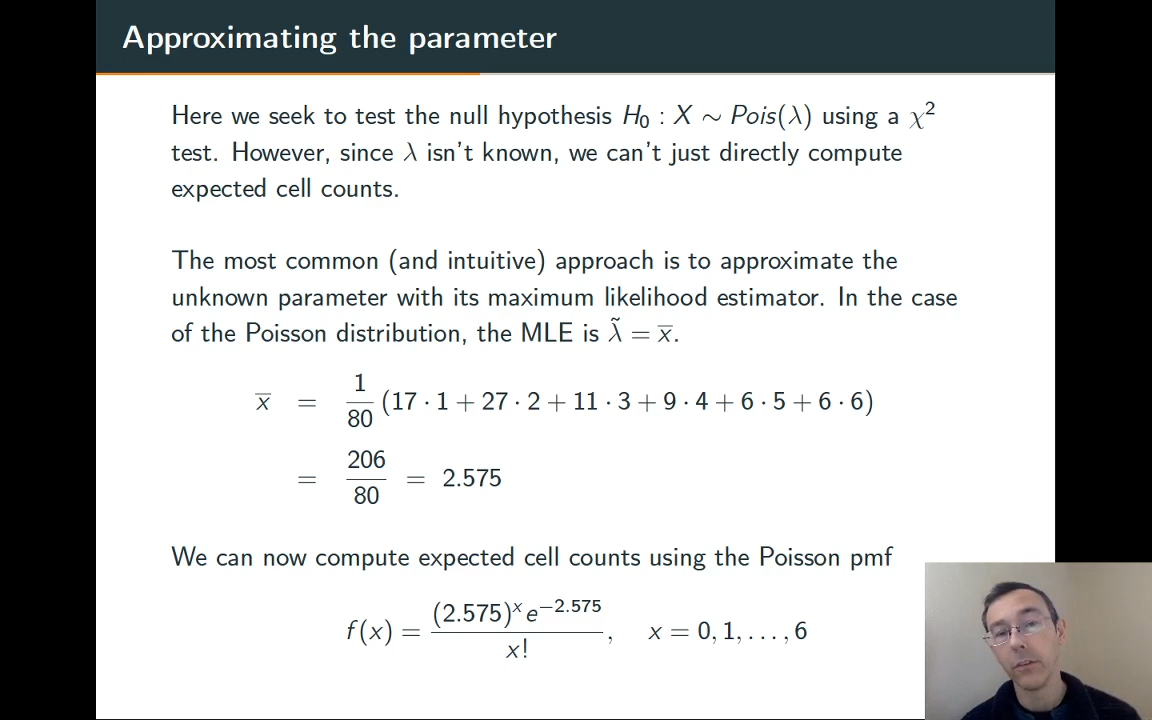 Approximating the parameter
Here we seek to test the null hypothesis H₀ : X ∼ Pois(λ) using a χ²
test. However, since λ isn't known, we can't just directly compute
expected cell counts.
The most common (and intuitive) approach is to approximate the
unknown parameter with its maximum likelihood estimator. In the case
of the Poisson distribution, the MLE is λ̃ = x̄.
x̄ = 1/80 (17 · 1 + 27 · 2 + 11 · 3 + 9 · 4 + 6 · 5 + 6 · 6)
= 206/80 = 2.575
We can now compute expected cell counts using the Poisson pmf
f(x) = (2.575)ˣ e^−2.575 / x!, x = 0, 1, . . . , 6